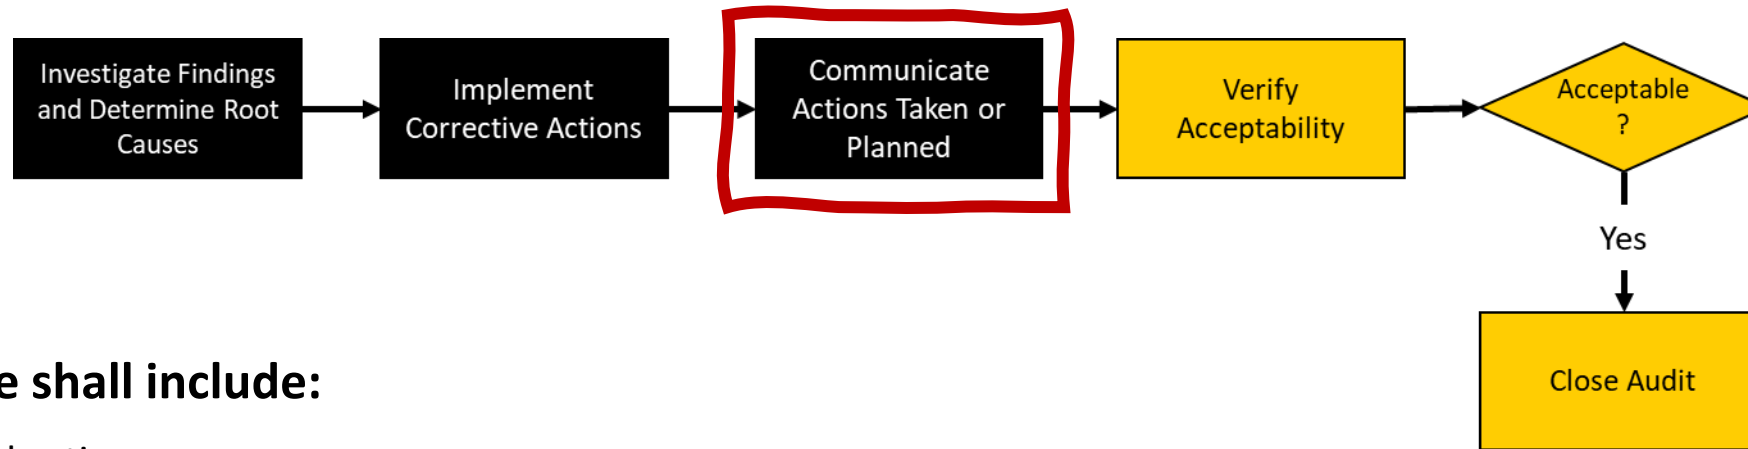 Investigate Findings
and Determine Root
Causes
Implement
Corrective Actions
Communicate
Actions Taken or
Planned
Verify
Acceptability
Acceptable
?
Yes
Close Audit
e shall include: